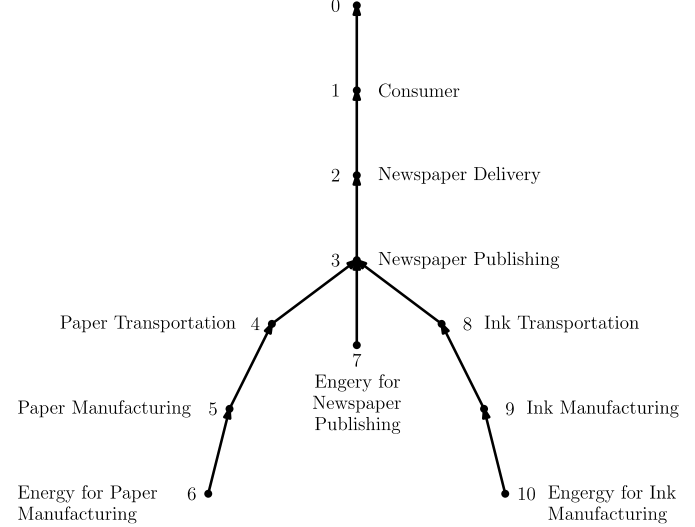 0
1 Consumer
2 Newspaper Delivery
3 Newspaper Publishing
Paper Transportation 4
8 Ink Transportation
7
Engery for
Newspaper
Publishing
Paper Manufacturing 5
9 Ink Manufacturing
Energy for Paper 6
Manufacturing
10 Engergy for Ink
Manufacturing